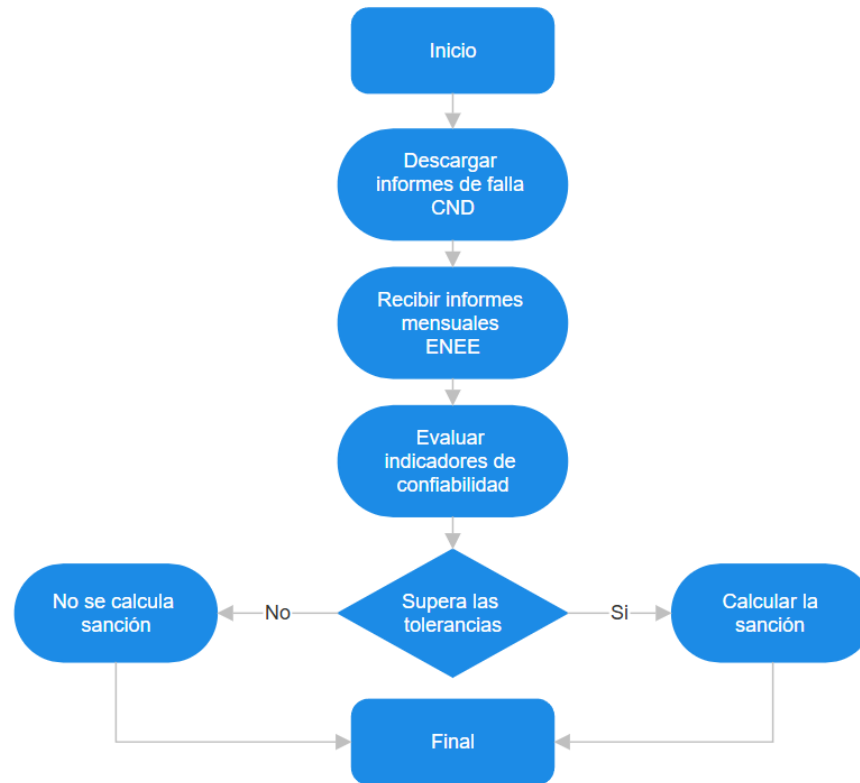 Inicio
Descargar
informes de falla
CND
Recibir informes
mensuales
ENEE
Evaluar
indicadores de
confiabilidad
No se calcula
sanción
No
Supera las
tolerancias
Si
Calcular la
sanción
Final